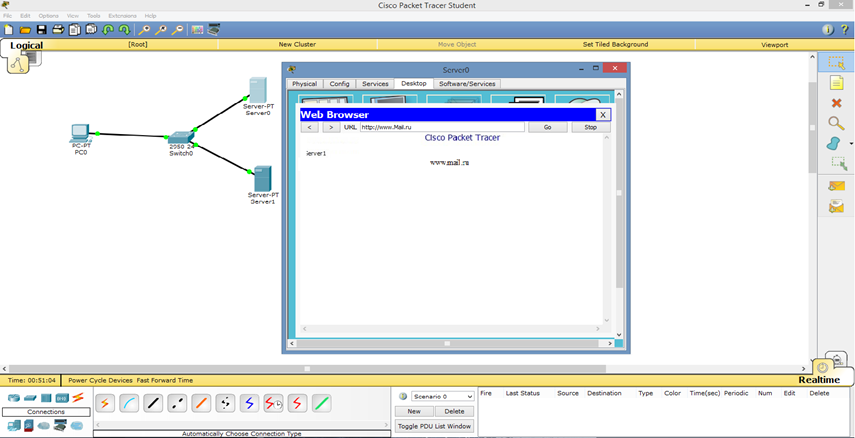 Cisco Packet Tracer Student
File Edit Options View Tools Extensions Help
Logical [Root] New Cluster Move Object Set Tiled Background Viewport
Server-PT
Server0
PC-PT
PC0
2950 24
Switch0
Server-PT
Server1
Server0
Physical Config Services Desktop Software/Services
Web Browser X
< > URL http://www.Mail.ru Go Stop
CIsco Packet Tracer
server1
www.mail.ru
Time: 00:51:04 Power Cycle Devices Fast Forward Time Realtime
Connections
Automatically Choose Connection Type
Scenario 0
New Delete
Toggle PDU List Window
Fire Last Status Source Destination Type Color Time(sec) Periodic Num Edit Delete